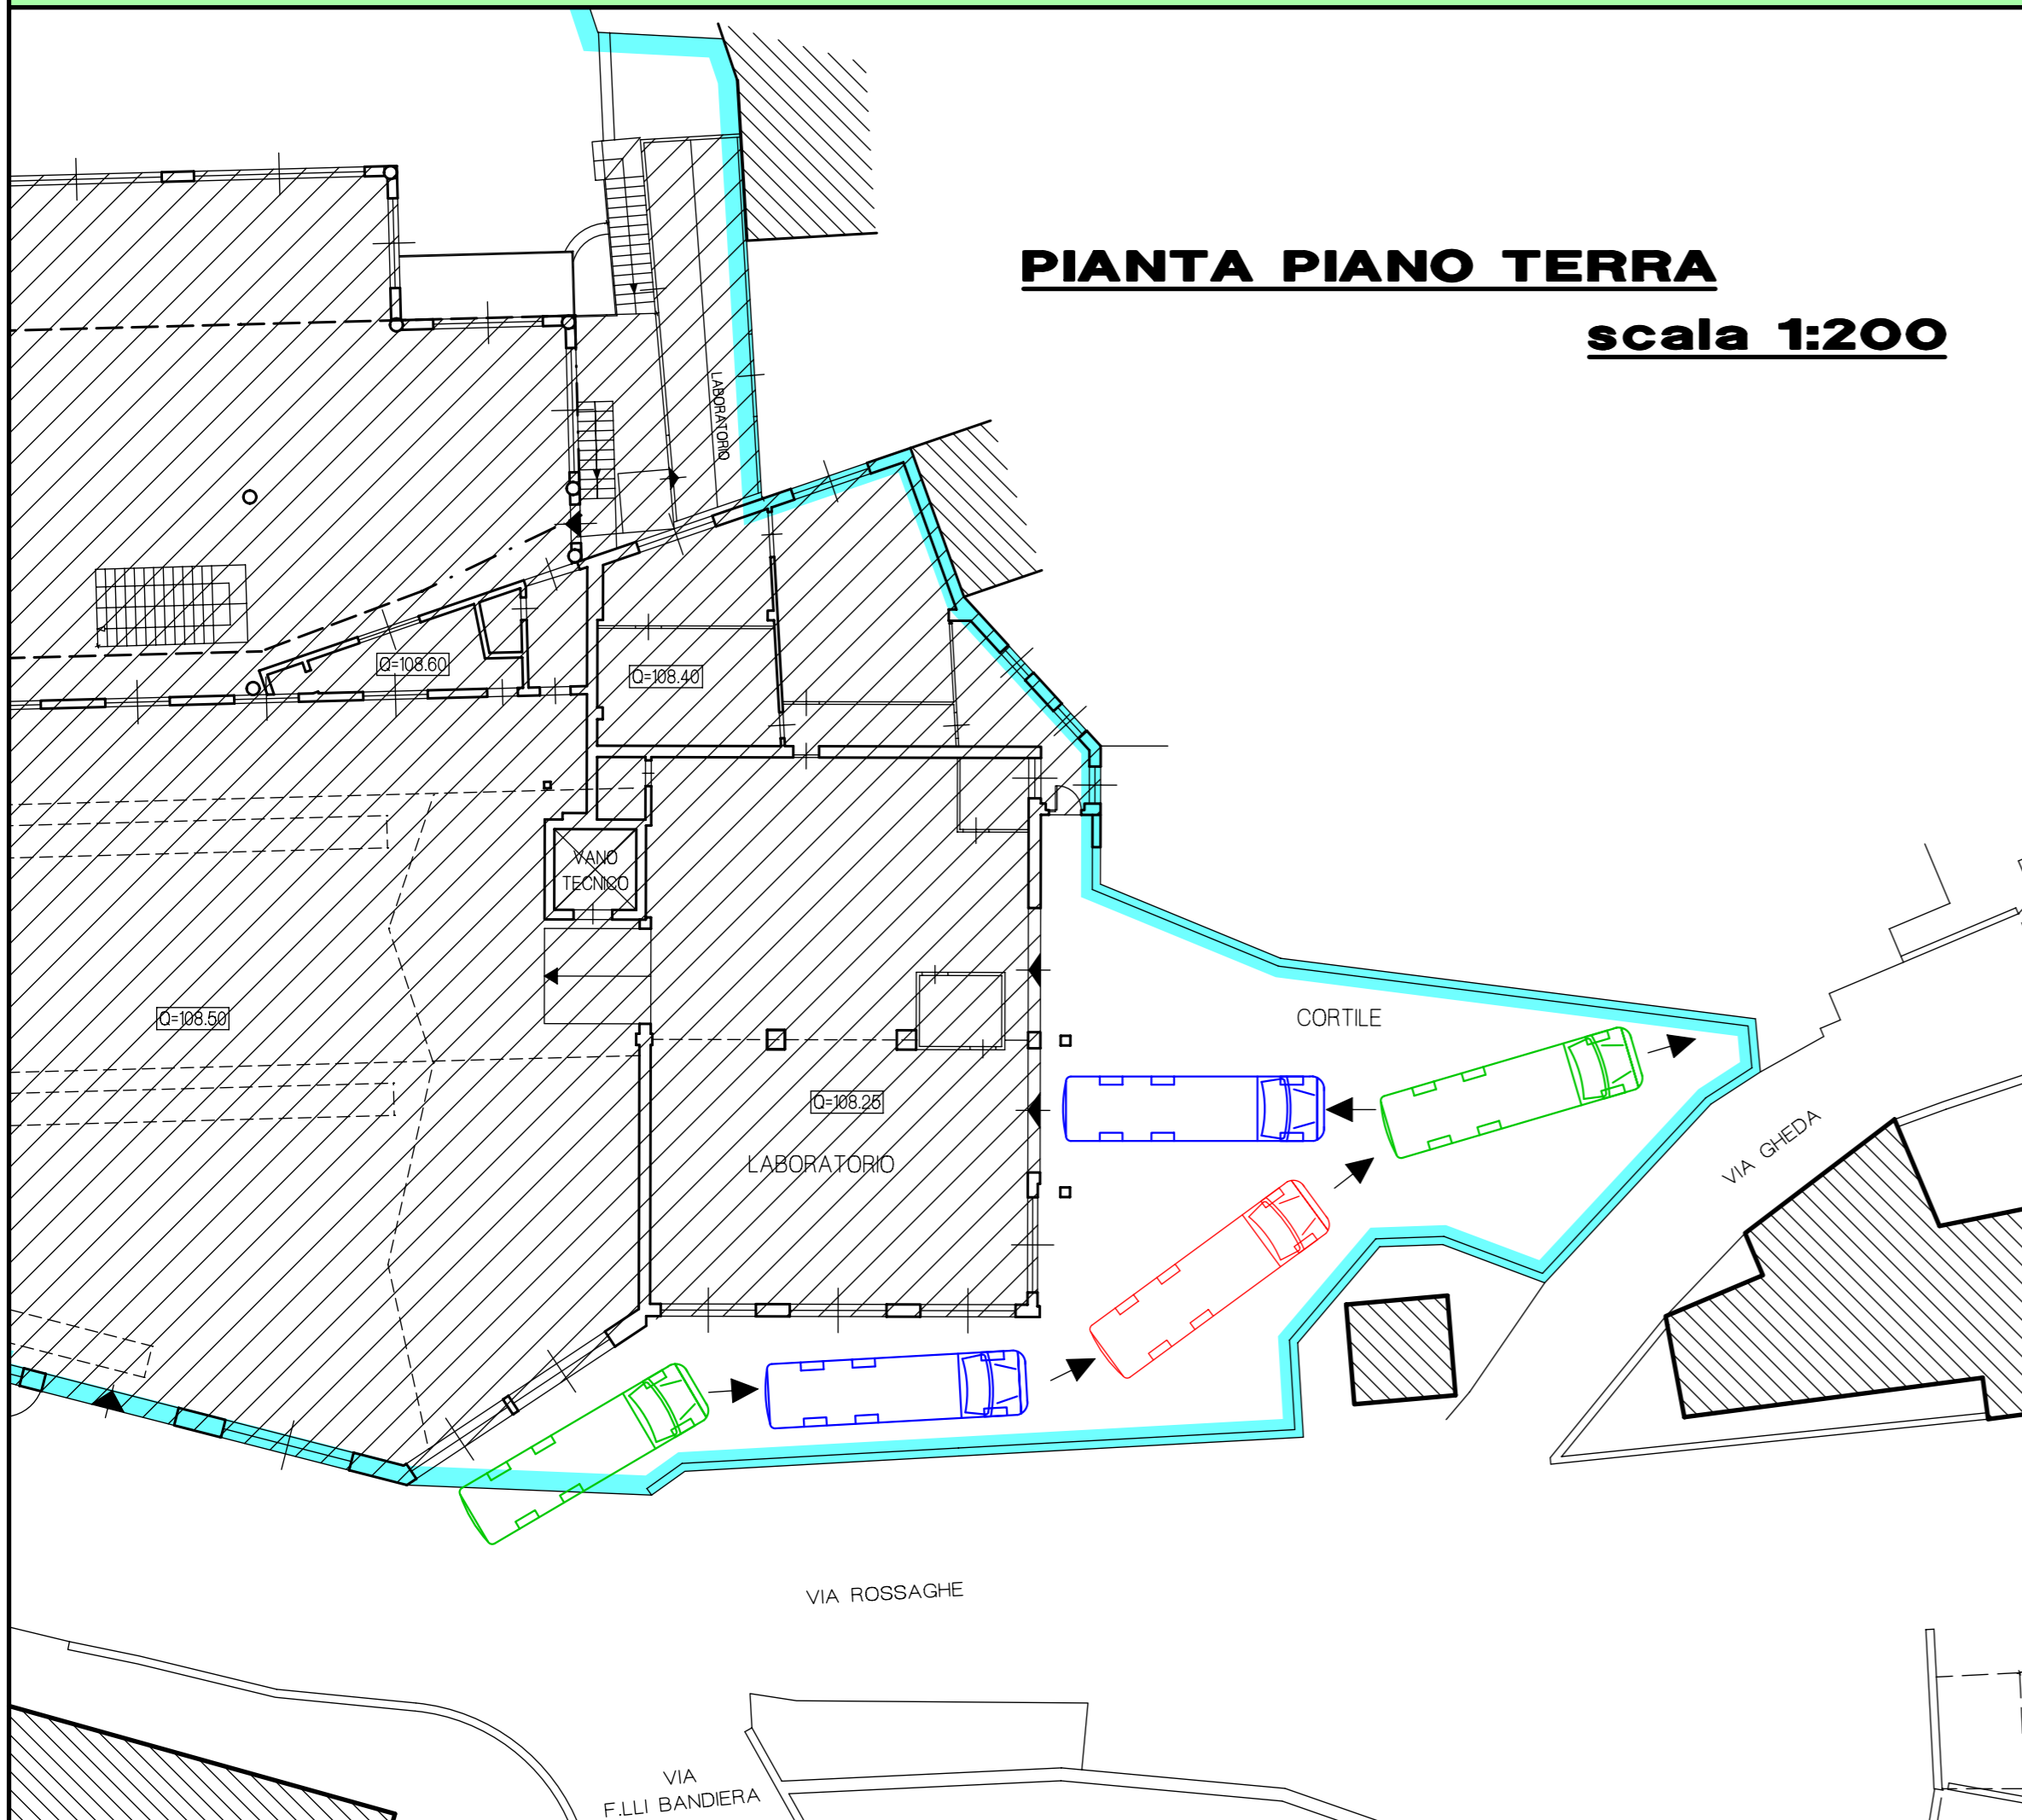 PIANTA PIANO TERRA
scala 1:200
LABORATORIO
Q=108.60
Q=108.40
VANO
TECNICO
Q=108.50
CORTILE
Q=108.25
LABORATORIO
VIA GHEDA
VIA ROSSAGHE
VIA
F.LLI BANDIERA